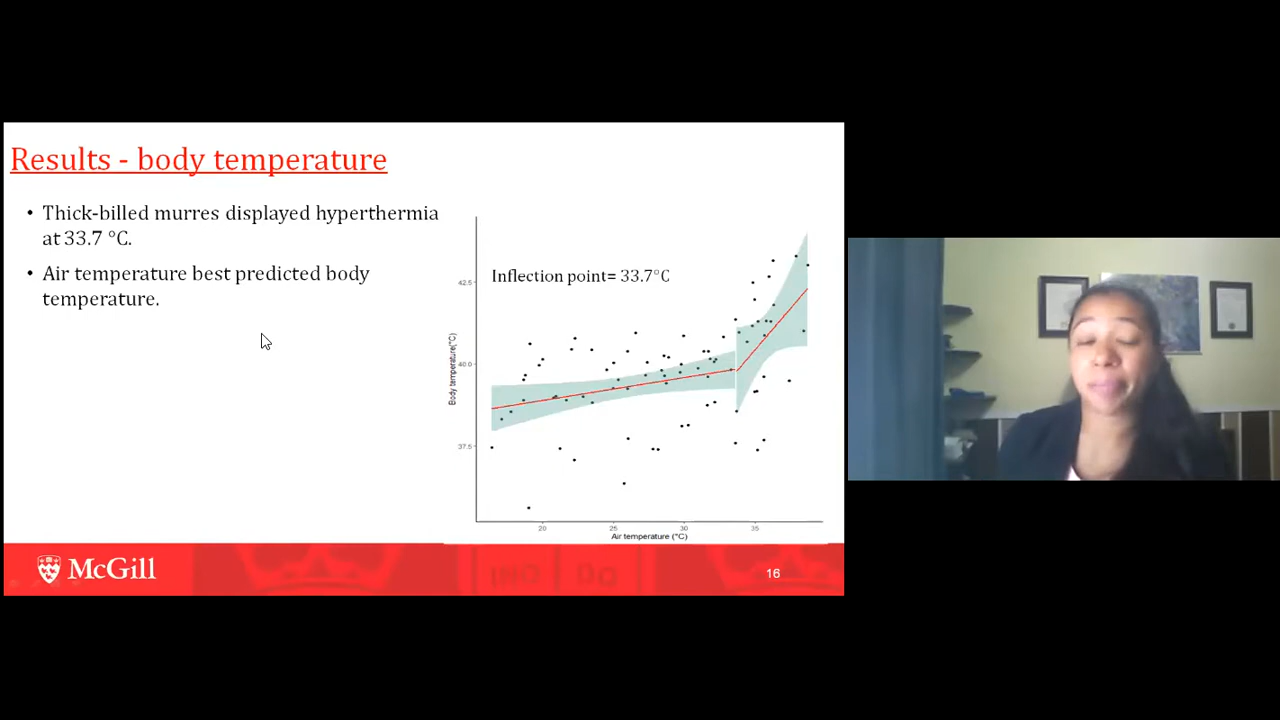 Results - body temperature
• Thick-billed murres displayed hyperthermia
at 33.7 °C.
• Air temperature best predicted body
temperature.
Inflection point= 33.7°C
42.5
40.0
37.5
Body temperature(°C)
20
25
30
35
Air temperature (°C)
McGill
16